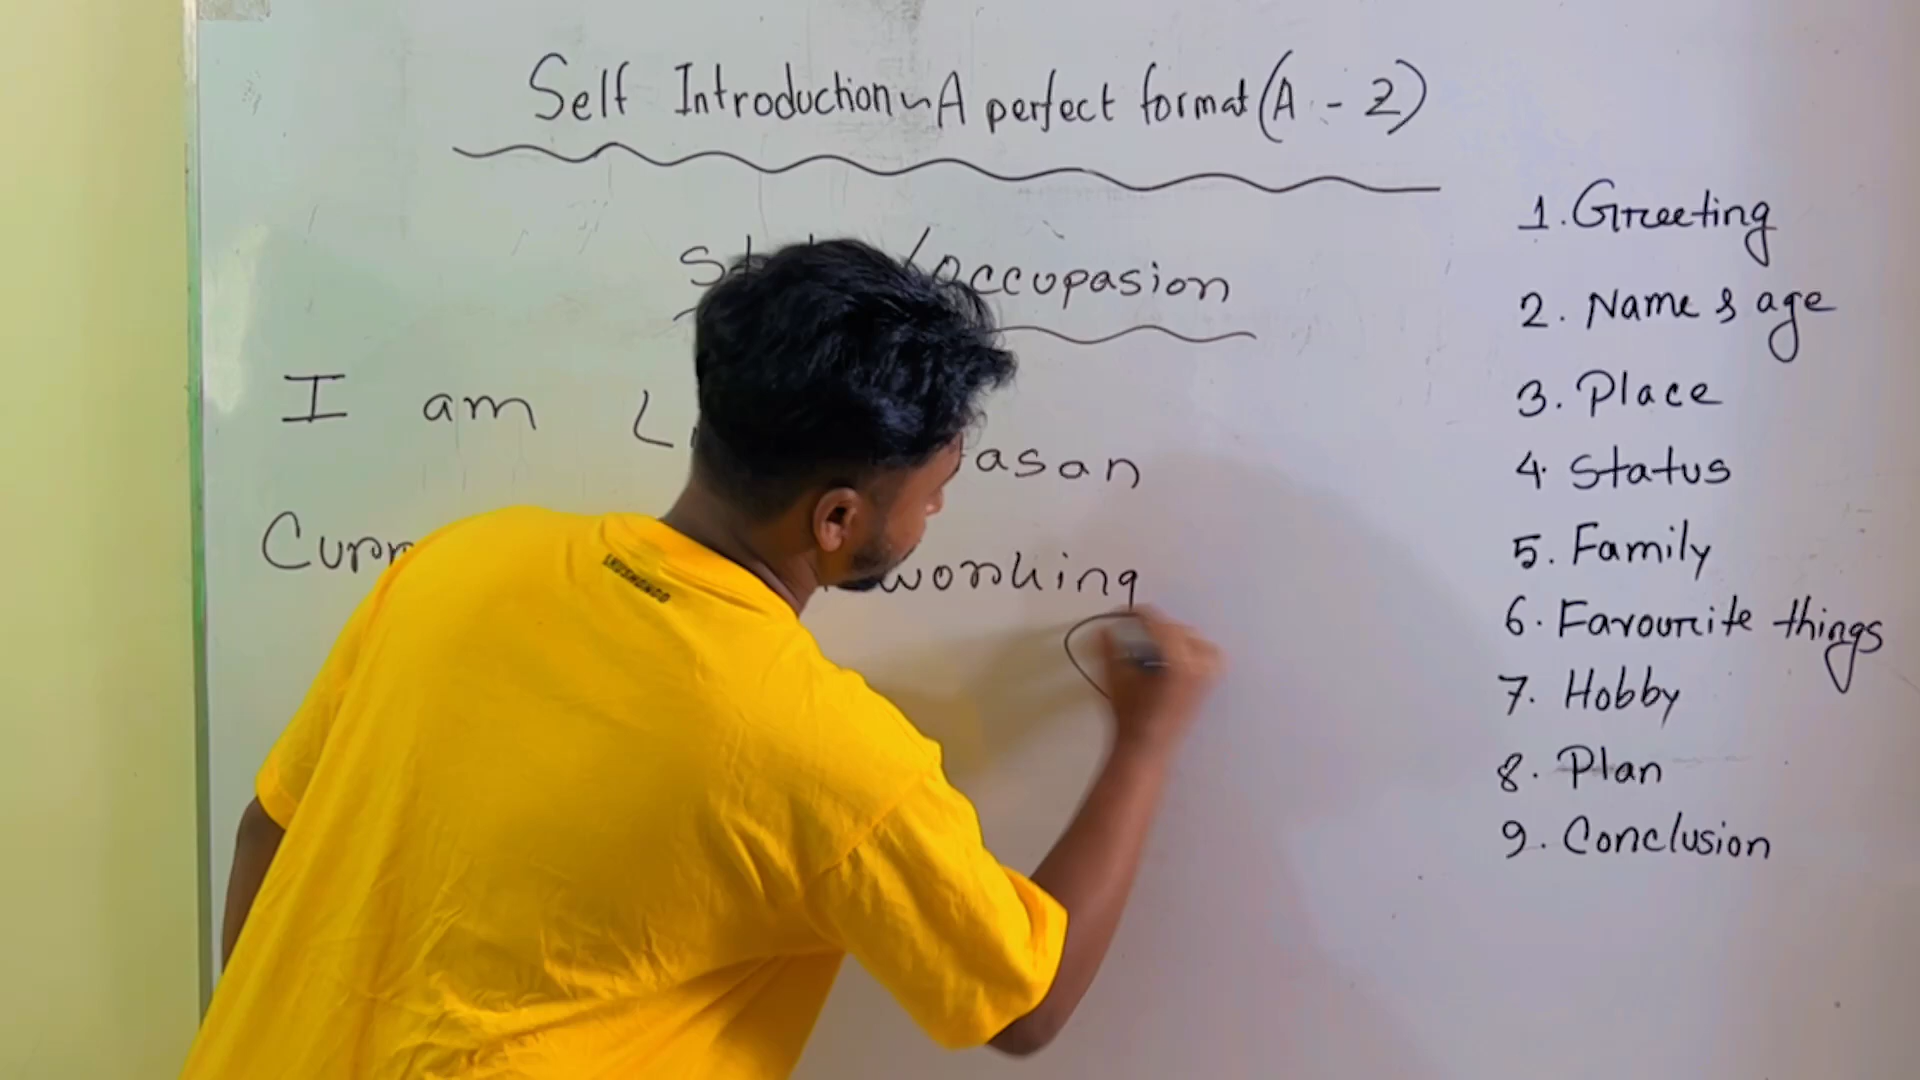 Self Introduction ~ A perfect format (A - Z)
/occupasion
I am
asan
working
1. Greeting
2. Name & age
3. Place
4. Status
5. Family
6. Favourite things
7. Hobby
8. Plan
9. Conclusion